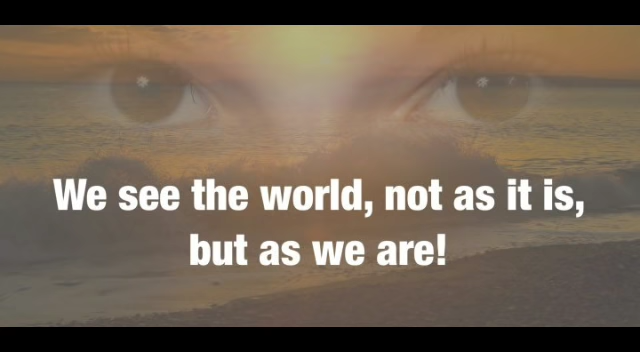 We see the world, not as it is,
but as we are!